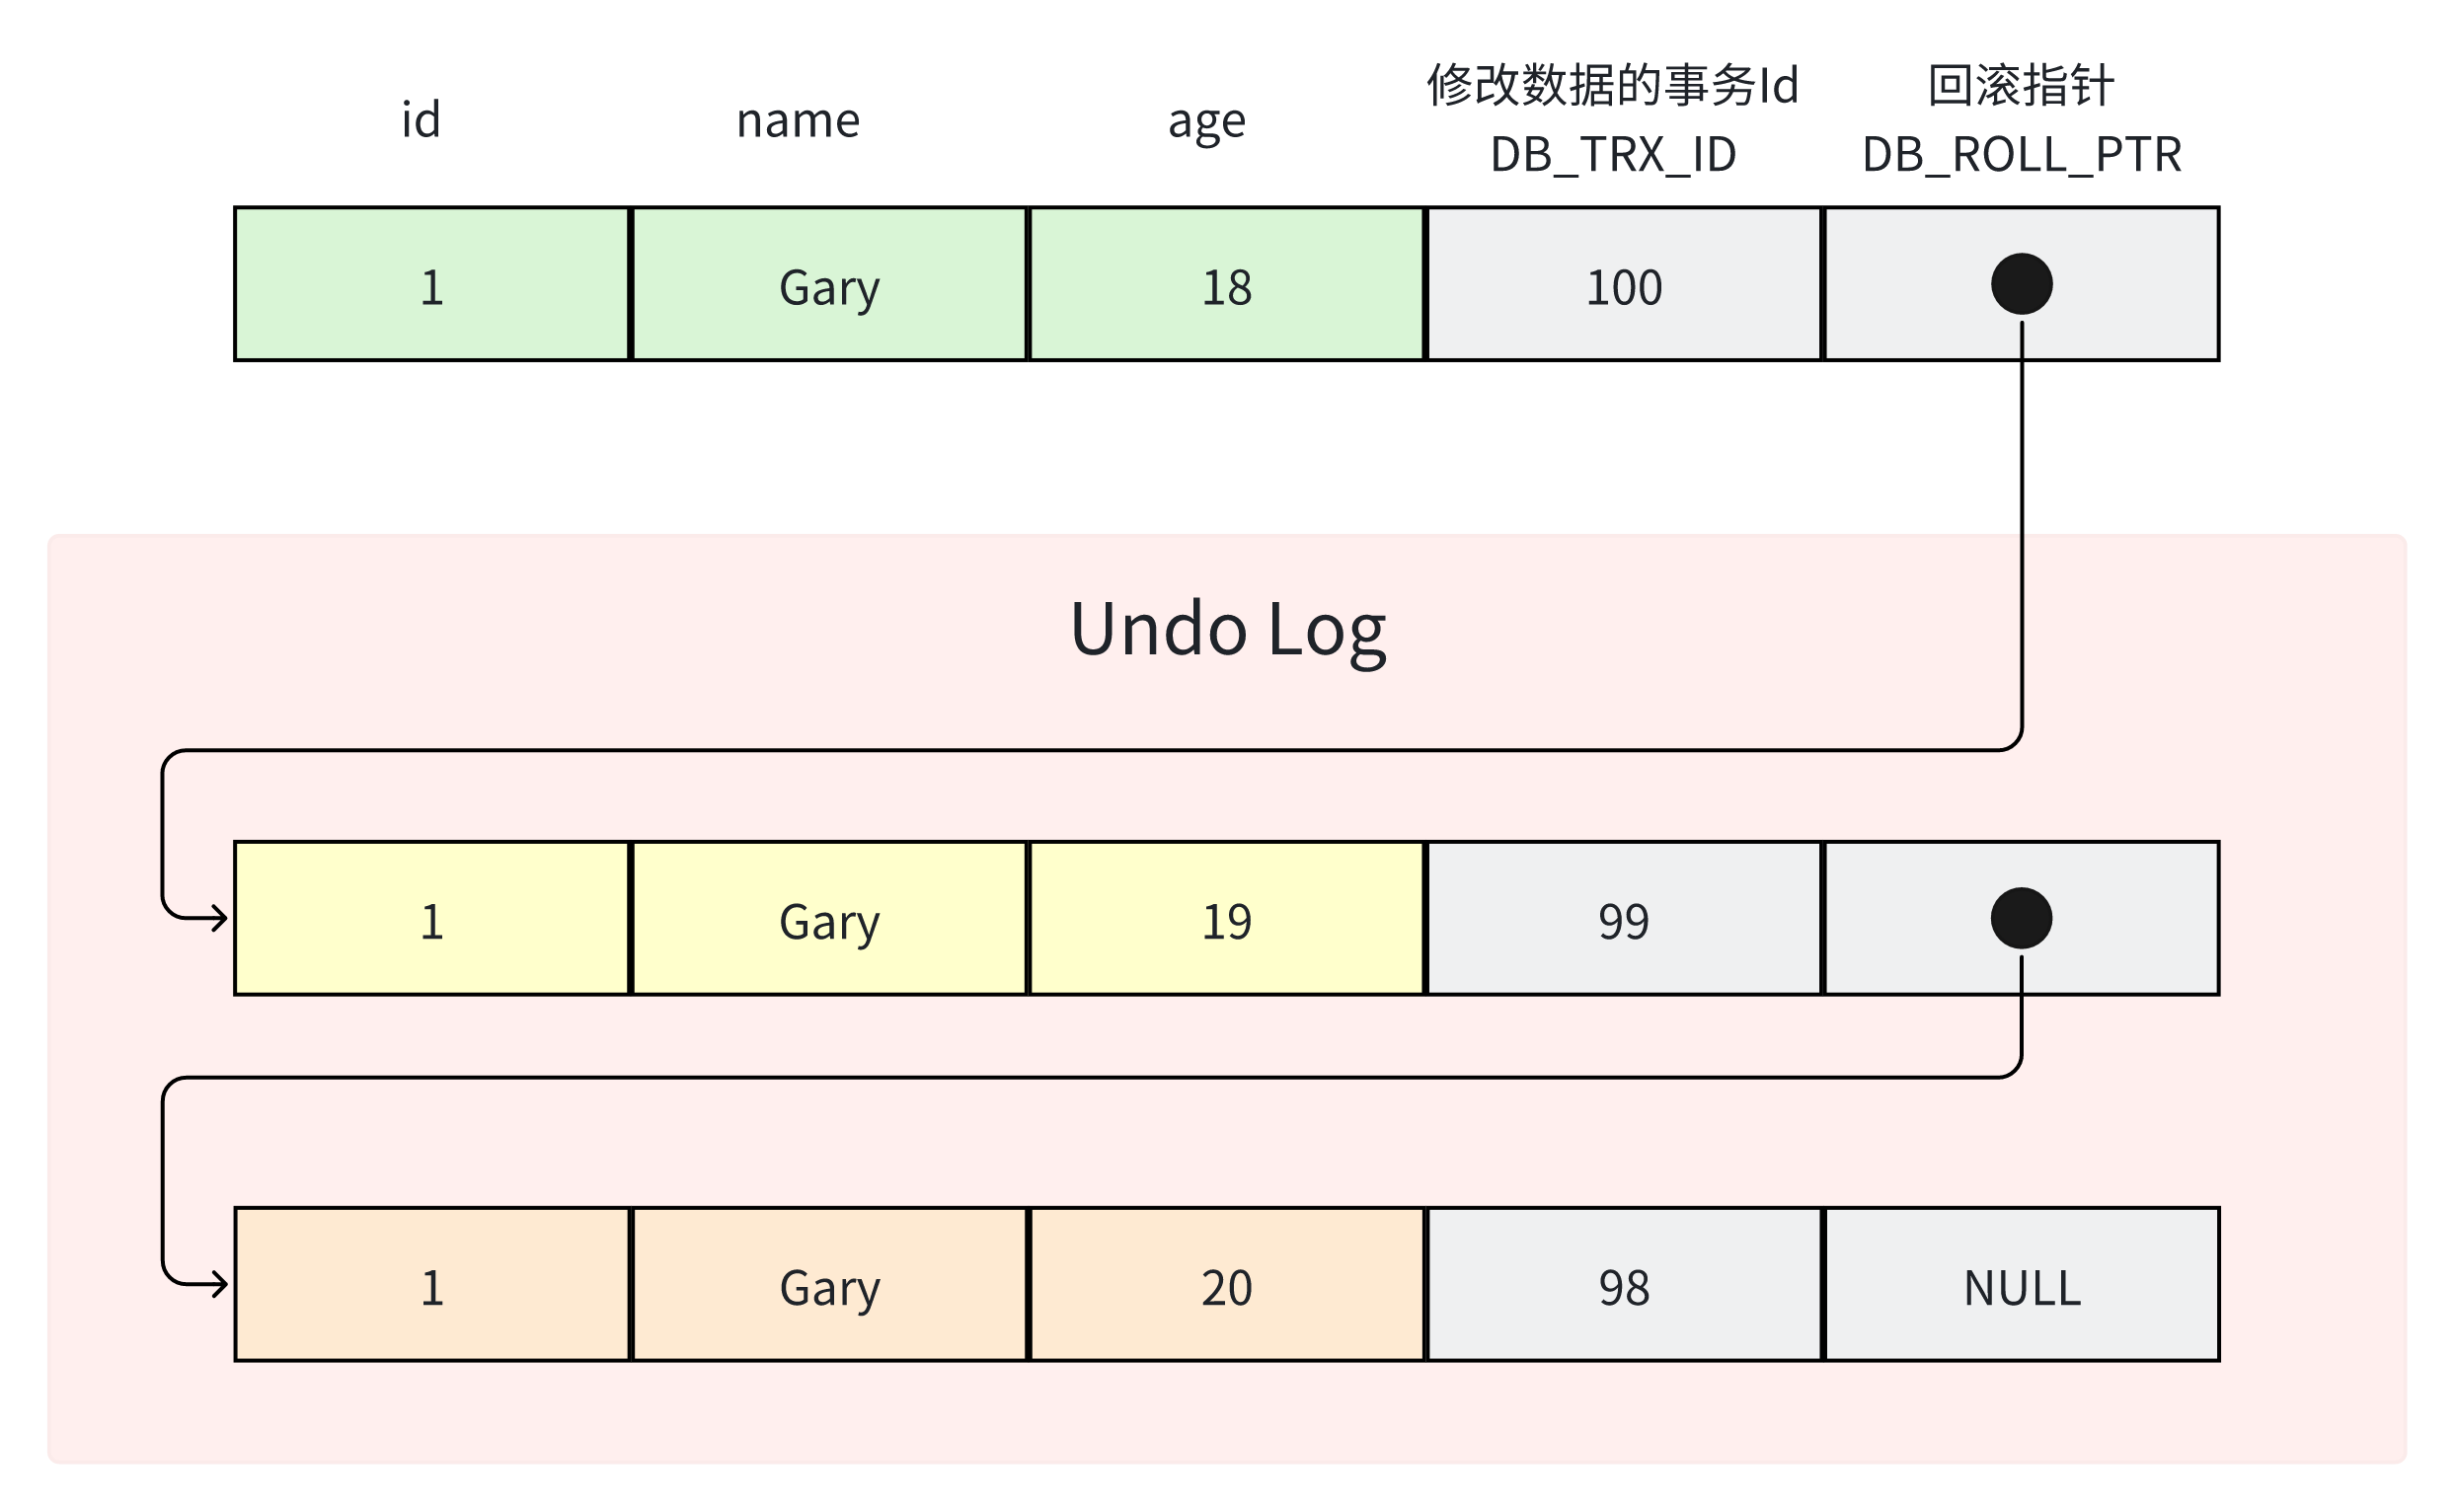 id name age 修改数据的事务Id 回滚指针
DB_TRX_ID DB_ROLL_PTR
1 Gary 18 100
Undo Log
1 Gary 19 99
1 Gary 20 98 NULL